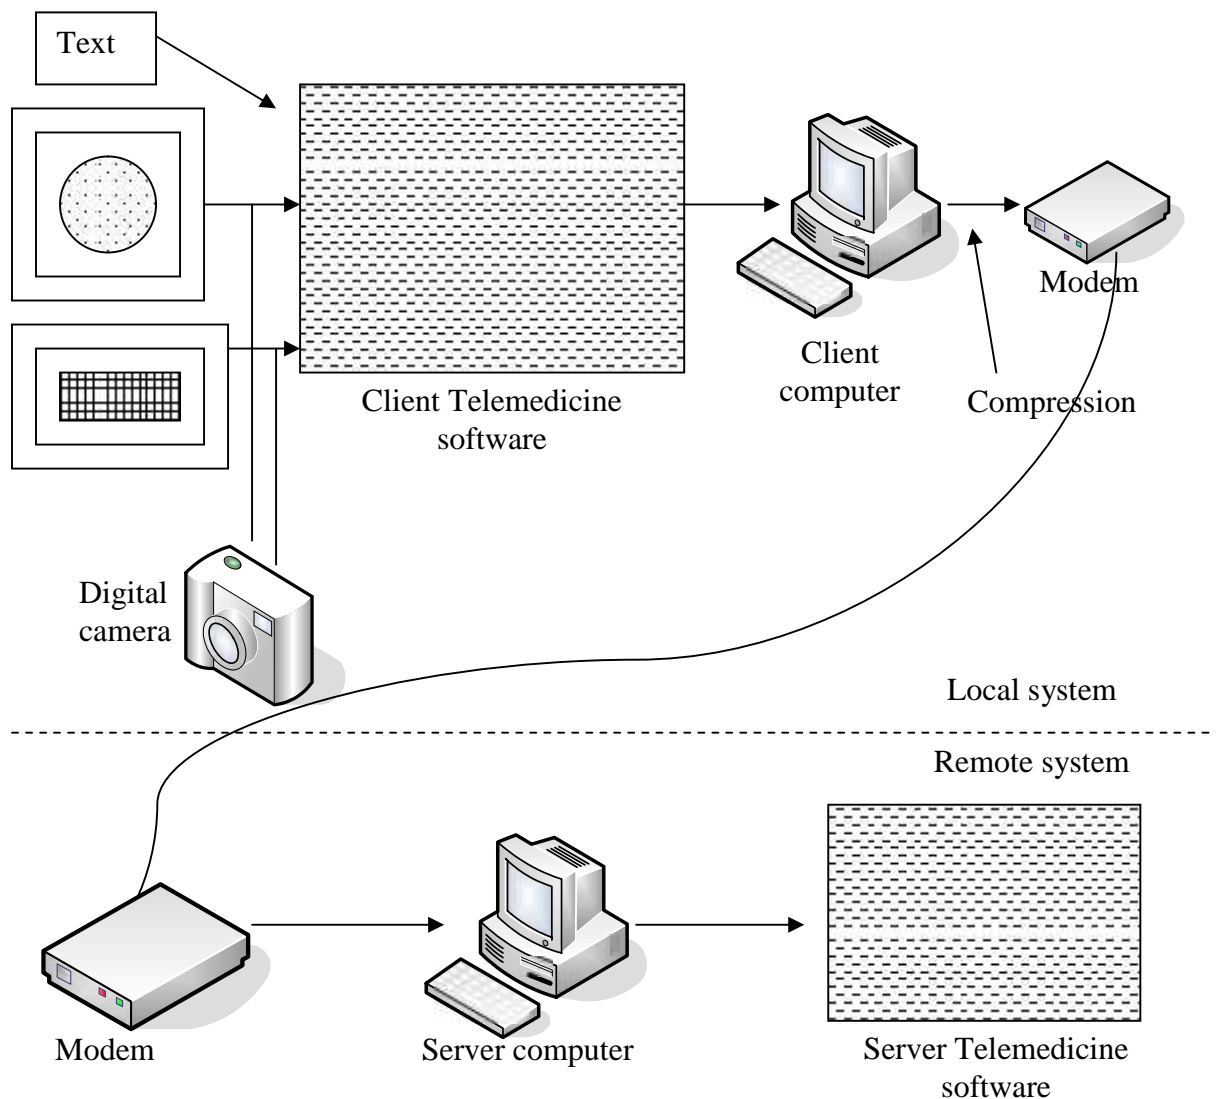 Text
Modem
Client
computer
Compression
Client Telemedicine
software
Digital
camera
Local system
Remote system
Modem
Server computer
Server Telemedicine
software